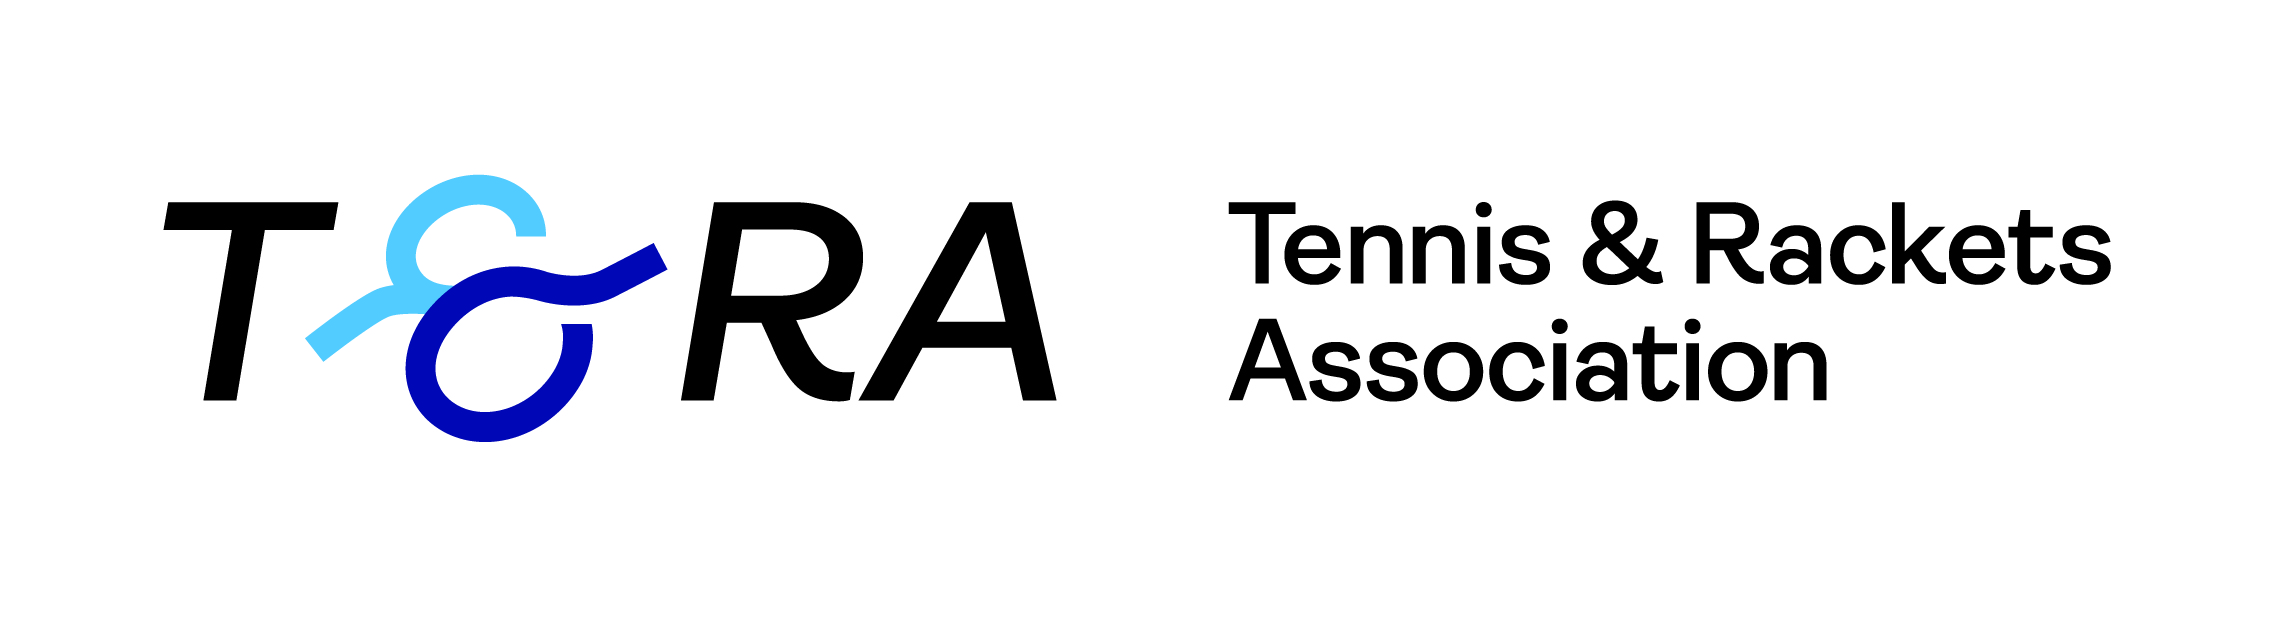 T&RA
Tennis & Rackets
Association